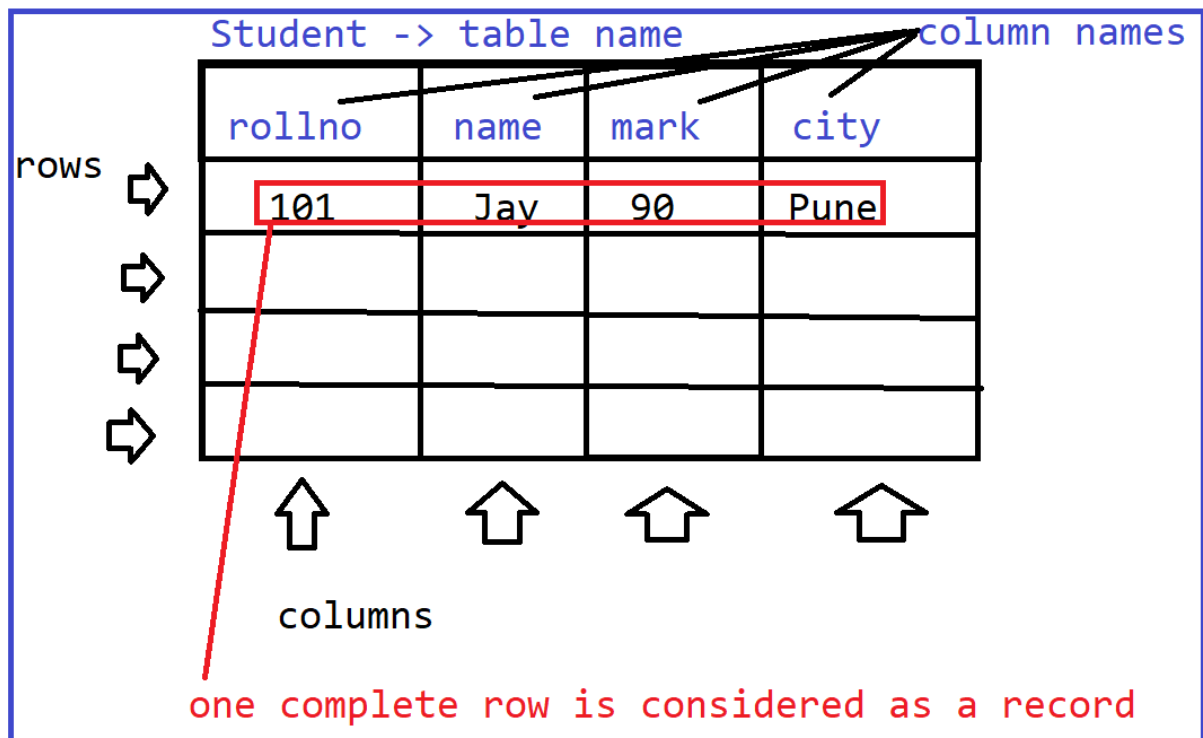 Student -> table name
column names
rollno name mark city
rows
101 Jay 90 Pune
columns
one complete row is considered as a record